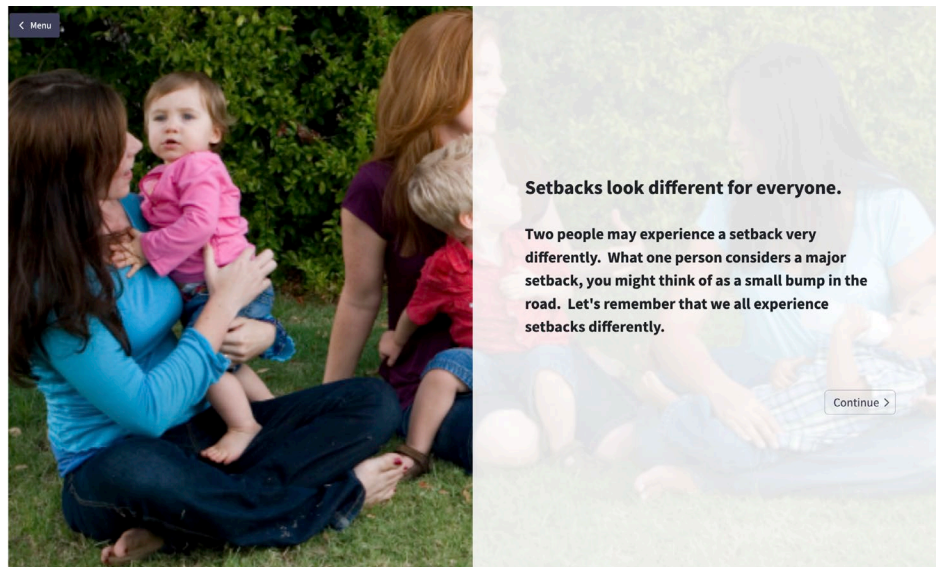 Menu
Setbacks look different for everyone.
Two people may experience a setback very
differently.  What one person considers a major
setback, you might think of as a small bump in the
road.  Let's remember that we all experience
setbacks differently.
Continue